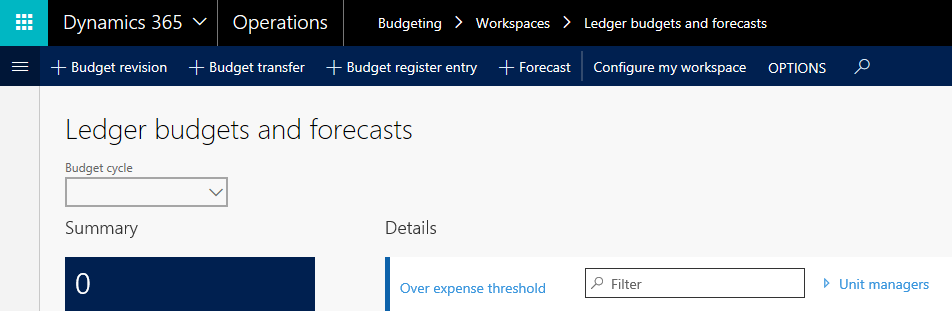 Dynamics 365 Operations Budgeting Workspaces Ledger budgets and forecasts
Budget revision Budget transfer Budget register entry Forecast Configure my workspace OPTIONS
Ledger budgets and forecasts
Budget cycle
Summary Details
0
Over expense threshold Filter Unit managers